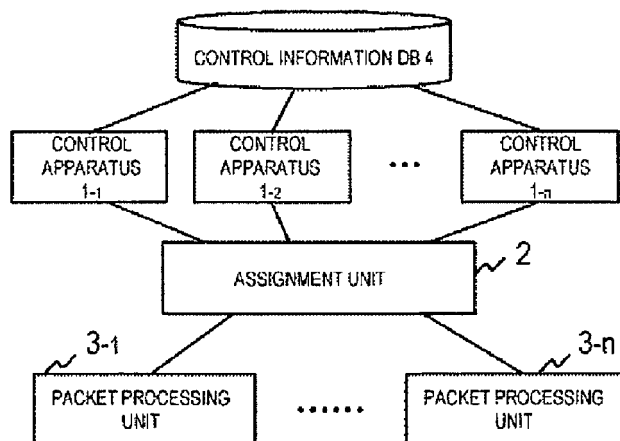 CONTROL INFORMATION DB 4
CONTROL
APPARATUS
1-1
CONTROL
APPARATUS
1-2
...
CONTROL
APPARATUS
1-n
ASSIGNMENT UNIT
2
3-1
3-n
PACKET PROCESSING
UNIT
......
PACKET PROCESSING
UNIT